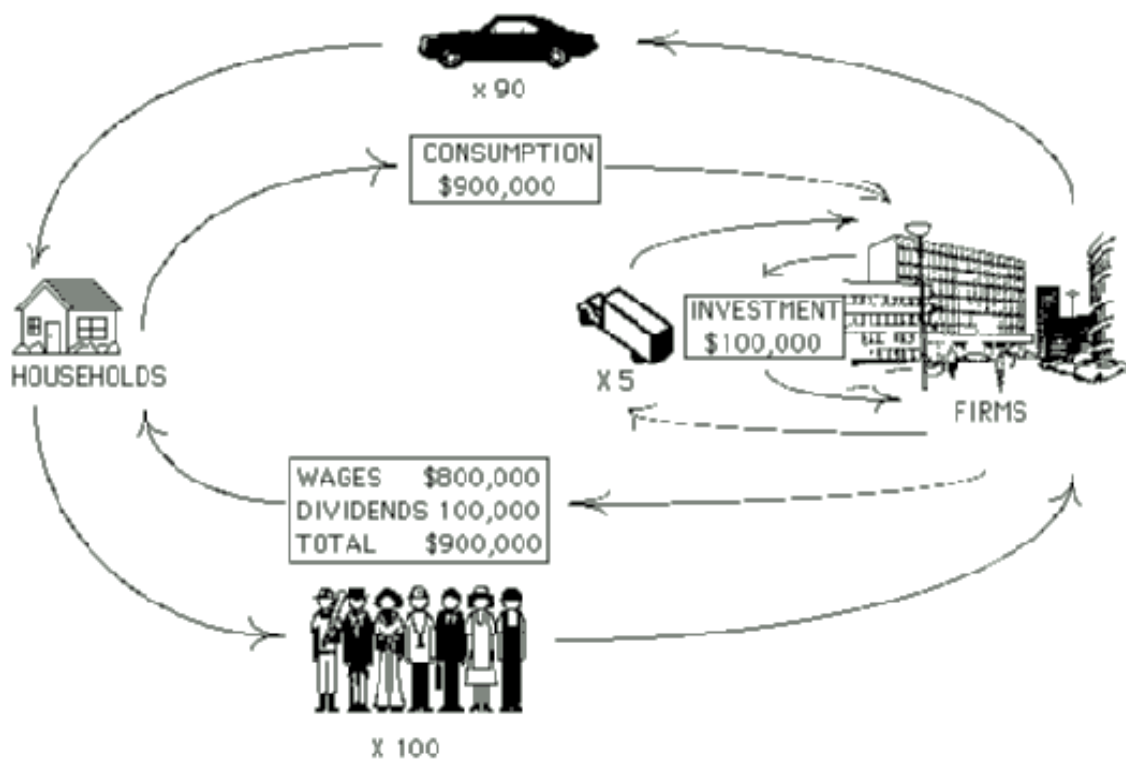 x 90
CONSUMPTION
$900,000
INVESTMENT
$100,000
HOUSEHOLDS
X 5
FIRMS
WAGES $800,000
DIVIDENDS 100,000
TOTAL $900,000
X 100